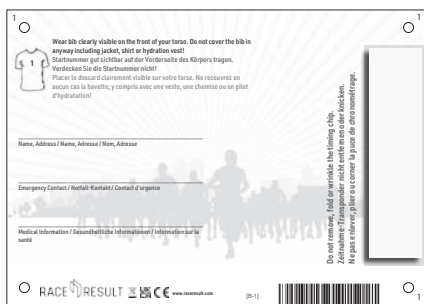 1
1
Wear bib clearly visible on the front of your torso. Do not cover the bib in
anyway including jacket, shirt or hydration vest!
Startnummer gut sichtbar auf der Vorderseite des Körpers tragen.
Verdecken Sie die Startnummer nicht!
Placer le dossard clairement visible sur votre torse. Ne recouvrez en
aucun cas la bavette, y compris avec une veste, une chemise ou un gilet
d'hydratation!
1
Name, Address / Name, Adresse / Nom, Adresse
Emergency Contact / Notfall-Kontakt / Contact d'urgence
Medical Information / Gesundheitliche Informationen / Information sur la
santé
Do not remove, fold or wrinkle the timing chip.
Zeitnahme-Transponder nicht entfernen oder knicken.
Ne pas enlever, plier ou corner la puce de chronométrage.
1
RACE RESULT
UK CA
CE
www.raceresult.com
[B-1]
1